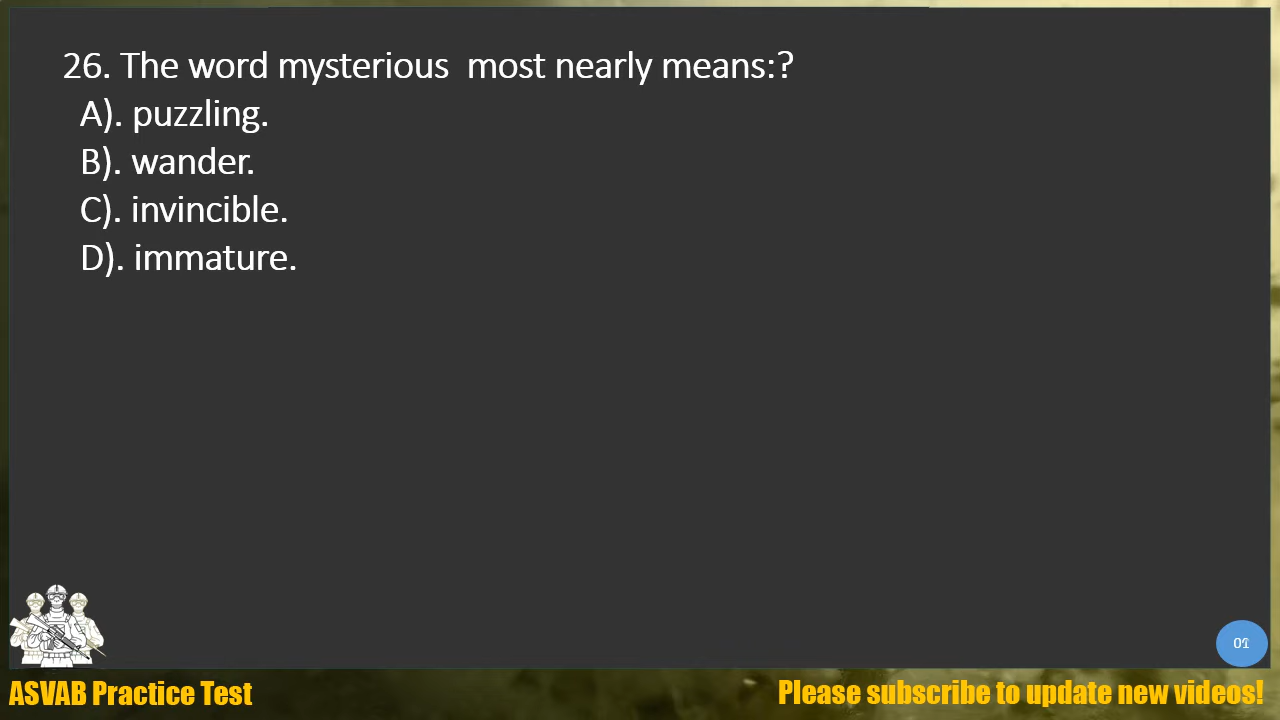 26. The word mysterious  most nearly means:?
A). puzzling.
B). wander.
C). invincible.
D). immature.
ASVAB Practice Test
Please subscribe to update new videos!